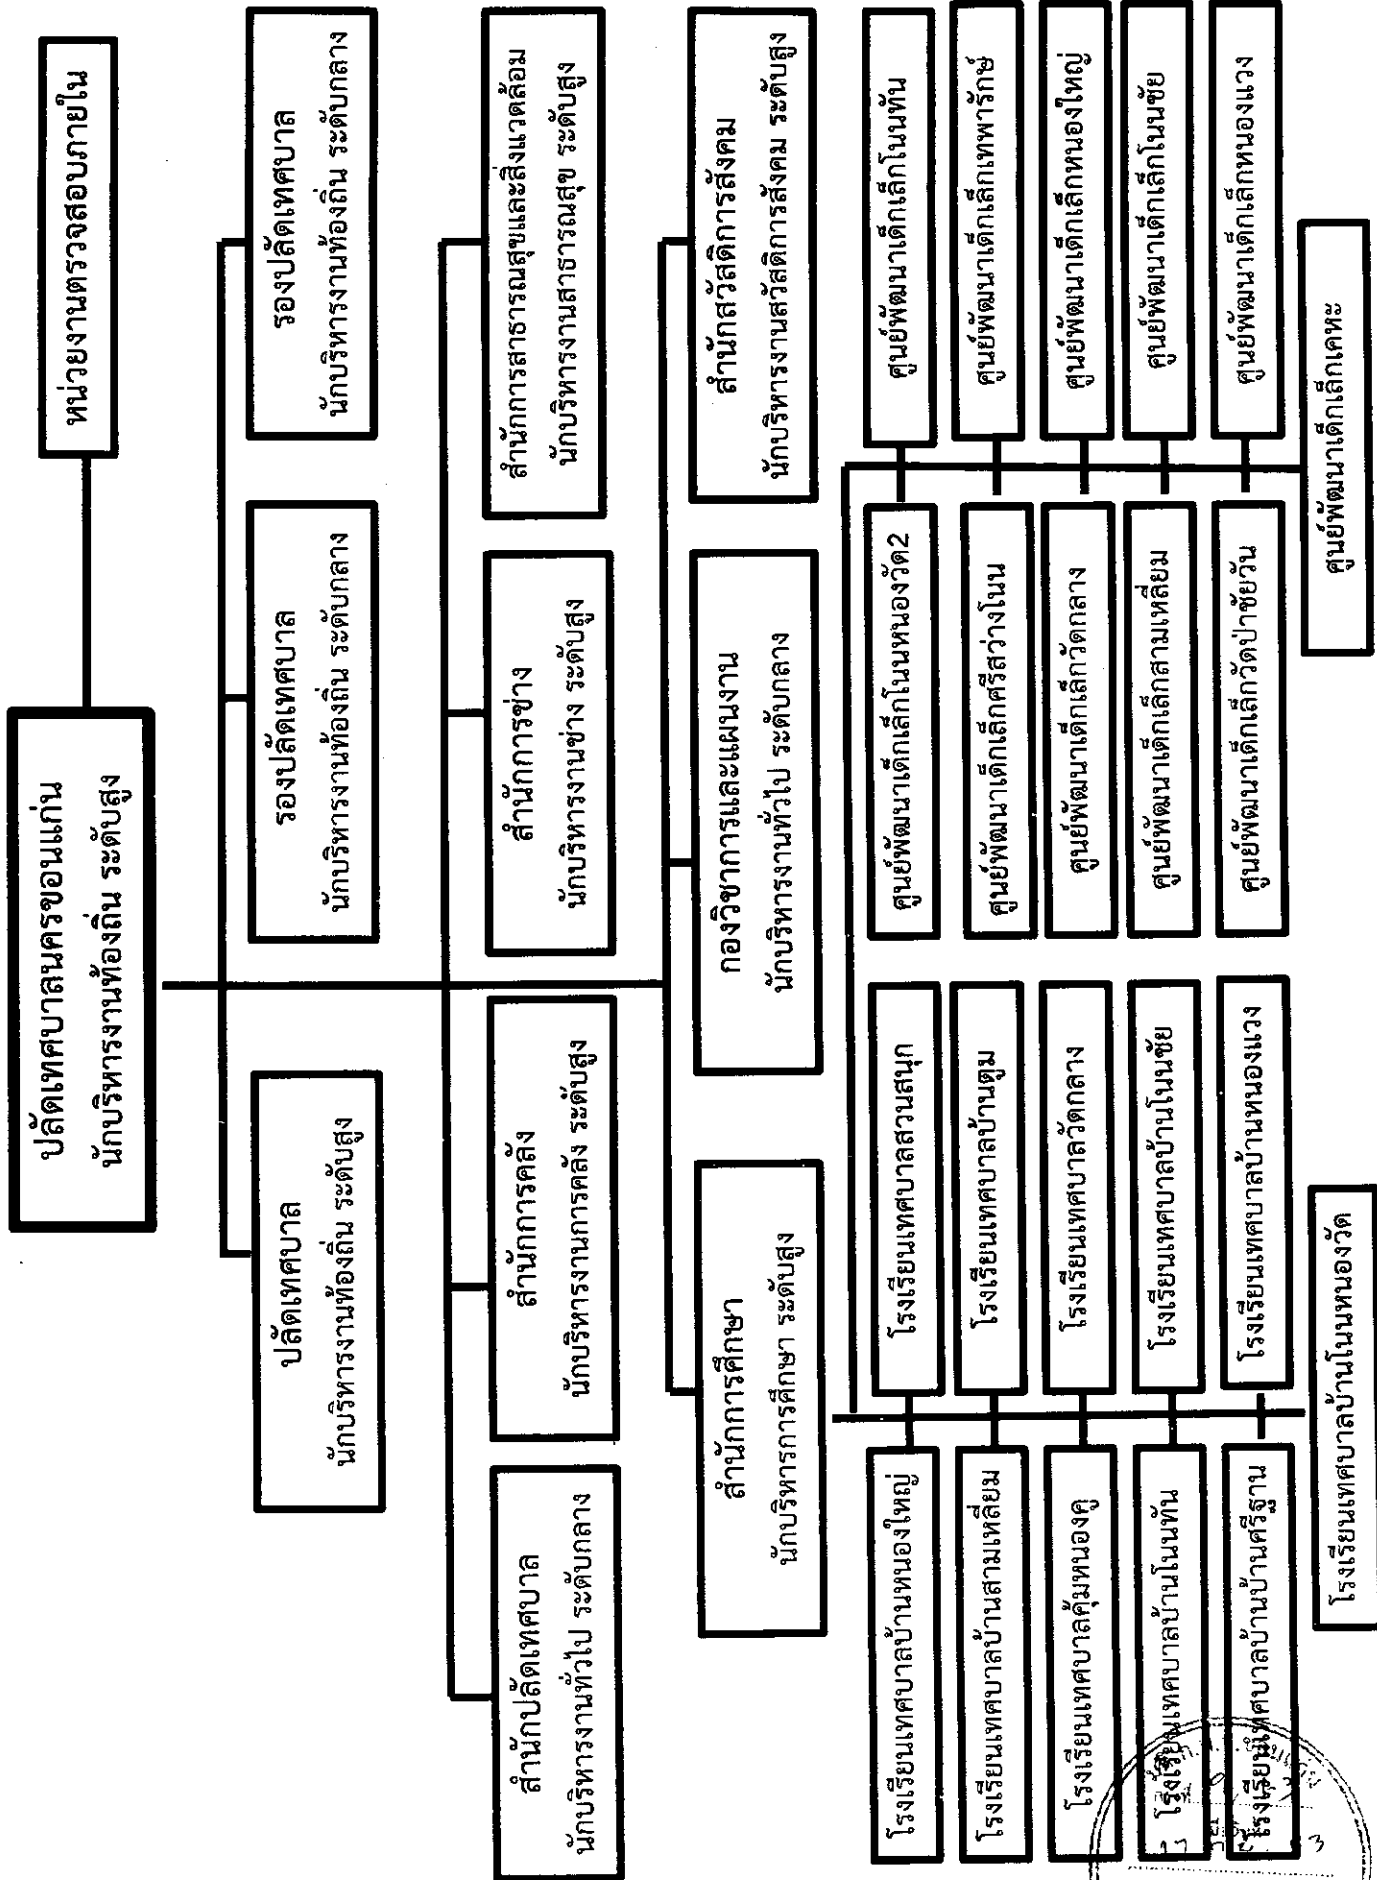 ปลัดเทศบาลนครขอนแก่น
นักบริหารงานท้องถิ่น ระดับสูง
หน่วยงานตรวจสอบภายใน
ปลัดเทศบาล
นักบริหารงานท้องถิ่น ระดับสูง
รองปลัดเทศบาล
นักบริหารงานท้องถิ่น ระดับกลาง
รองปลัดเทศบาล
นักบริหารงานท้องถิ่น ระดับกลาง
สำนักปลัดเทศบาล
นักบริหารงานทั่วไป ระดับกลาง
สำนักการคลัง
นักบริหารงานการคลัง ระดับสูง
สำนักการช่าง
นักบริหารงานช่าง ระดับสูง
สำนักการสาธารณสุขและสิ่งแวดล้อม
นักบริหารงานสาธารณสุข ระดับสูง
สำนักการศึกษา
นักบริหารการศึกษา ระดับสูง
กองวิชาการและแผนงาน
นักบริหารงานทั่วไป ระดับกลาง
สำนักสวัสดิการสังคม
นักบริหารงานสวัสดิการสังคม ระดับสูง
โรงเรียนเทศบาลบ้านหนองใหญ่
โรงเรียนเทศบาลสวนสนุก
ศูนย์พัฒนาเด็กเล็กโนนหนองวัด2
ศูนย์พัฒนาเด็กเล็กโนนทัน
โรงเรียนเทศบาลบ้านสามเหลี่ยม
โรงเรียนเทศบาลบ้านตูม
ศูนย์พัฒนาเด็กเล็กศรีสว่างโนน
ศูนย์พัฒนาเด็กเล็กเทพารักษ์
โรงเรียนเทศบาลคุ้มหนองคู
โรงเรียนเทศบาลวัดกลาง
ศูนย์พัฒนาเด็กเล็กวัดกลาง
ศูนย์พัฒนาเด็กเล็กหนองใหญ่
โรงเรียนเทศบาลบ้านโนนทัน
โรงเรียนเทศบาลบ้านโนนชัย
ศูนย์พัฒนาเด็กเล็กสามเหลี่ยม
ศูนย์พัฒนาเด็กเล็กโนนชัย
โรงเรียนเทศบาลบ้านบ้านศรีฐาน
โรงเรียนเทศบาลบ้านหนองแวง
ศูนย์พัฒนาเด็กเล็กวัดป่าชัยวัน
ศูนย์พัฒนาเด็กเล็กหนองแวง
โรงเรียนเทศบาลบ้านโนนหนองวัด
ศูนย์พัฒนาเด็กเล็กเคหะ